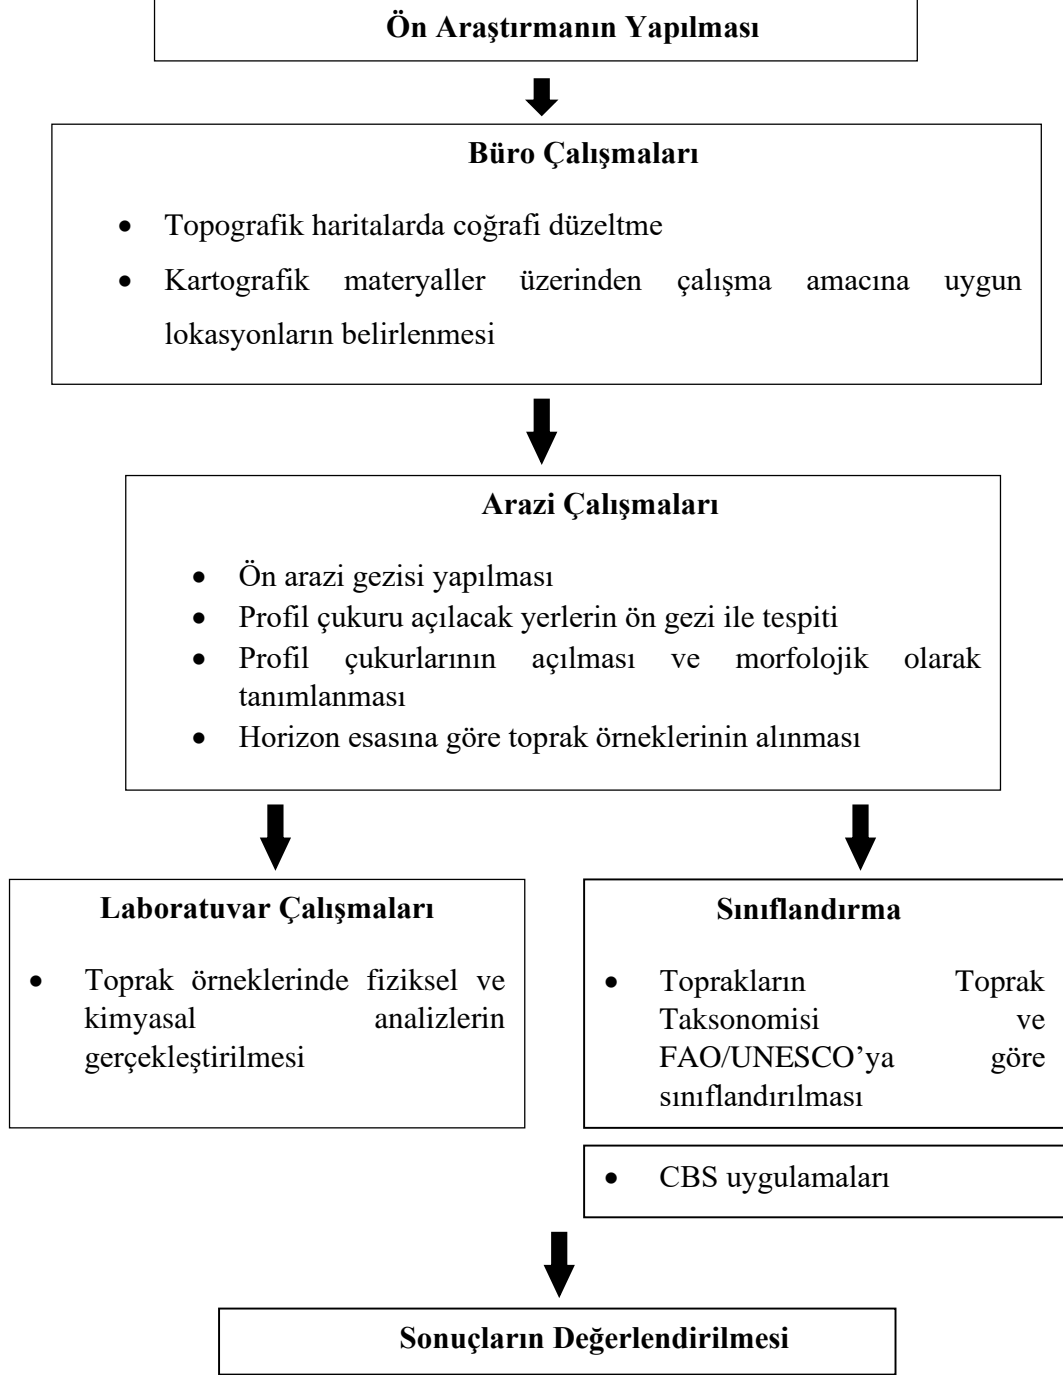 Ön Araştırmanın Yapılması
Büro Çalışmaları
• Topografik haritalarda coğrafi düzeltme
• Kartografik materyaller üzerinden çalışma amacına uygun
lokasyonların belirlenmesi
Arazi Çalışmaları
• Ön arazi gezisi yapılması
• Profil çukuru açılacak yerlerin ön gezi ile tespiti
• Profil çukurlarının açılması ve morfolojik olarak
tanımlanması
• Horizon esasına göre toprak örneklerinin alınması
Laboratuvar Çalışmaları
• Toprak örneklerinde fiziksel ve
kimyasal analizlerin
gerçekleştirilmesi
Sınıflandırma
• Toprakların Toprak
Taksonomisi ve
FAO/UNESCO’ya göre
sınıflandırılması
• CBS uygulamaları
Sonuçların Değerlendirilmesi